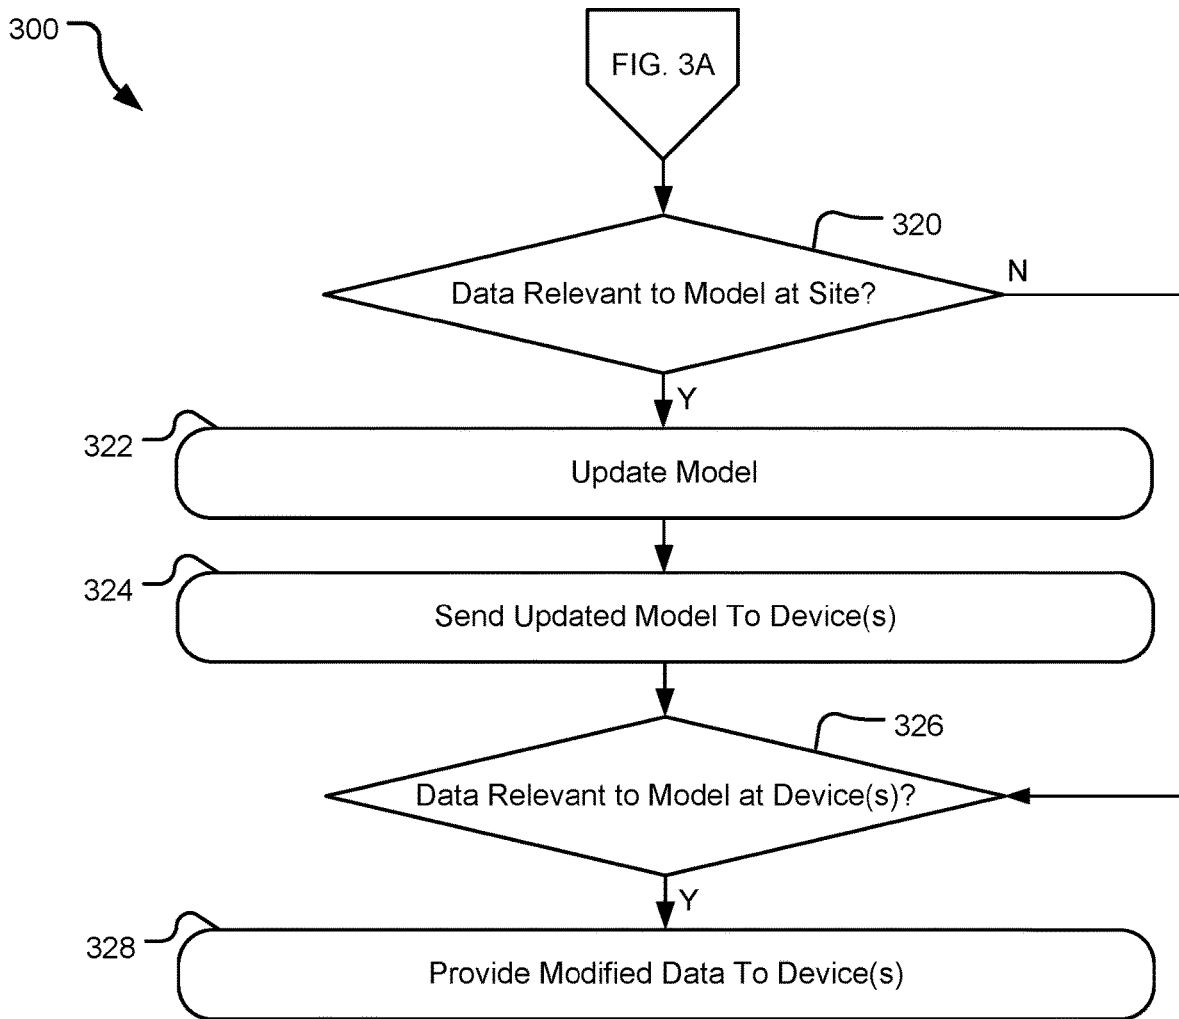 300
FIG. 3A
320
Data Relevant to Model at Site?
N
Y
322
Update Model
324
Send Updated Model To Device(s)
326
Data Relevant to Model at Device(s)?
Y
328
Provide Modified Data To Device(s)